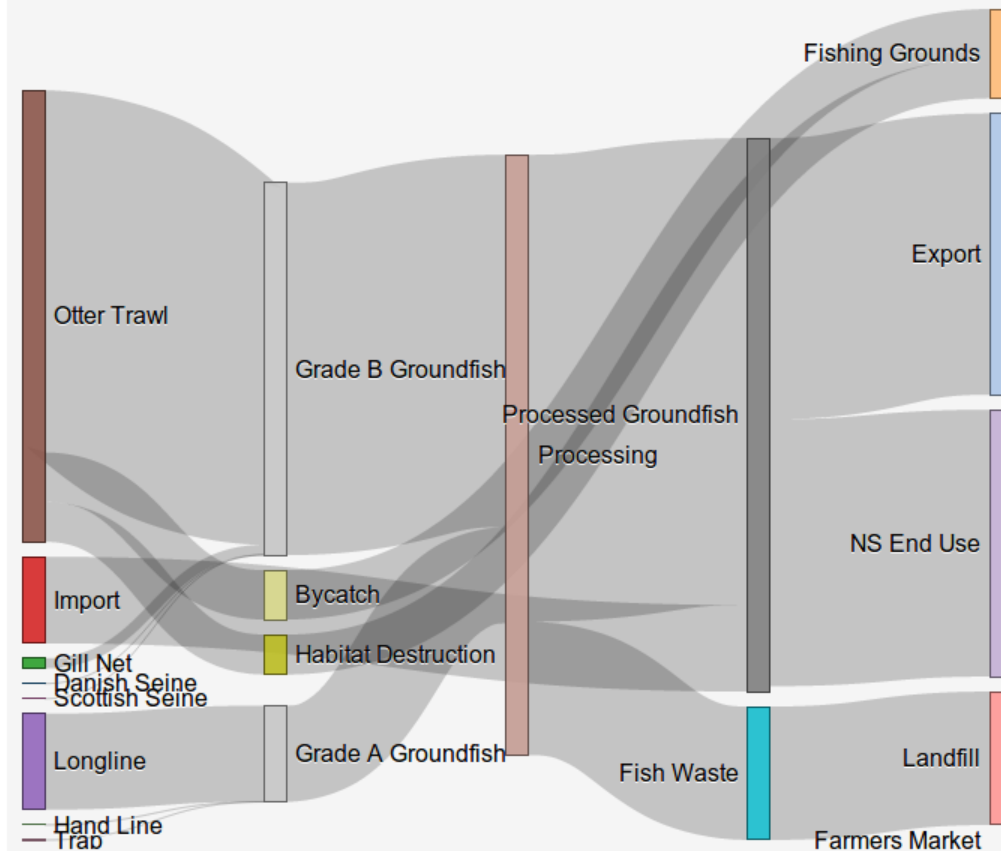 Fishing Grounds
Export
Otter Trawl
Grade B Groundfish
Processed Groundfish
Processing
NS End Use
Import
Bycatch
Habitat Destruction
Gill Net
Danish Seine
Scottish Seine
Longline
Grade A Groundfish
Fish Waste
Landfill
Hand Line
Trap
Farmers Market